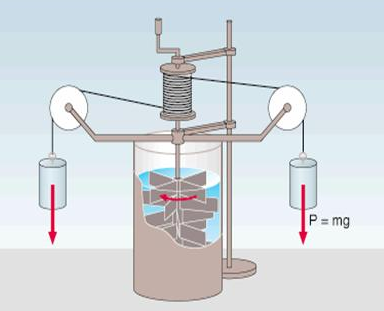 P = mg